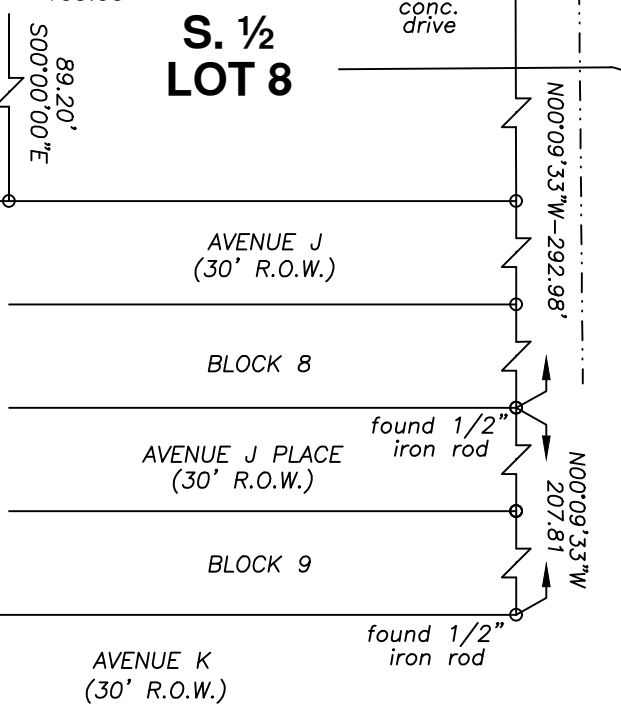 conc.
drive
S. ½
LOT 8
89.20'
S00°00'00"E
N00°09'33"W-292.98'
AVENUE J
(30' R.O.W.)
BLOCK 8
found 1/2"
iron rod
AVENUE J PLACE
(30' R.O.W.)
N00°09'33"W
207.81
BLOCK 9
found 1/2"
iron rod
AVENUE K
(30' R.O.W.)